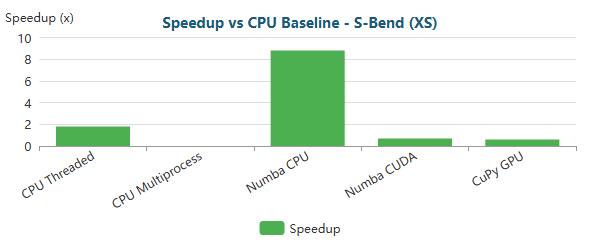 Speedup (x)
Speedup vs CPU Baseline - S-Bend (XS)
10
8
6
4
2
0
CPU Threaded
CPU Multiprocess
Numba CPU
Numba CUDA
CuPy GPU
Speedup